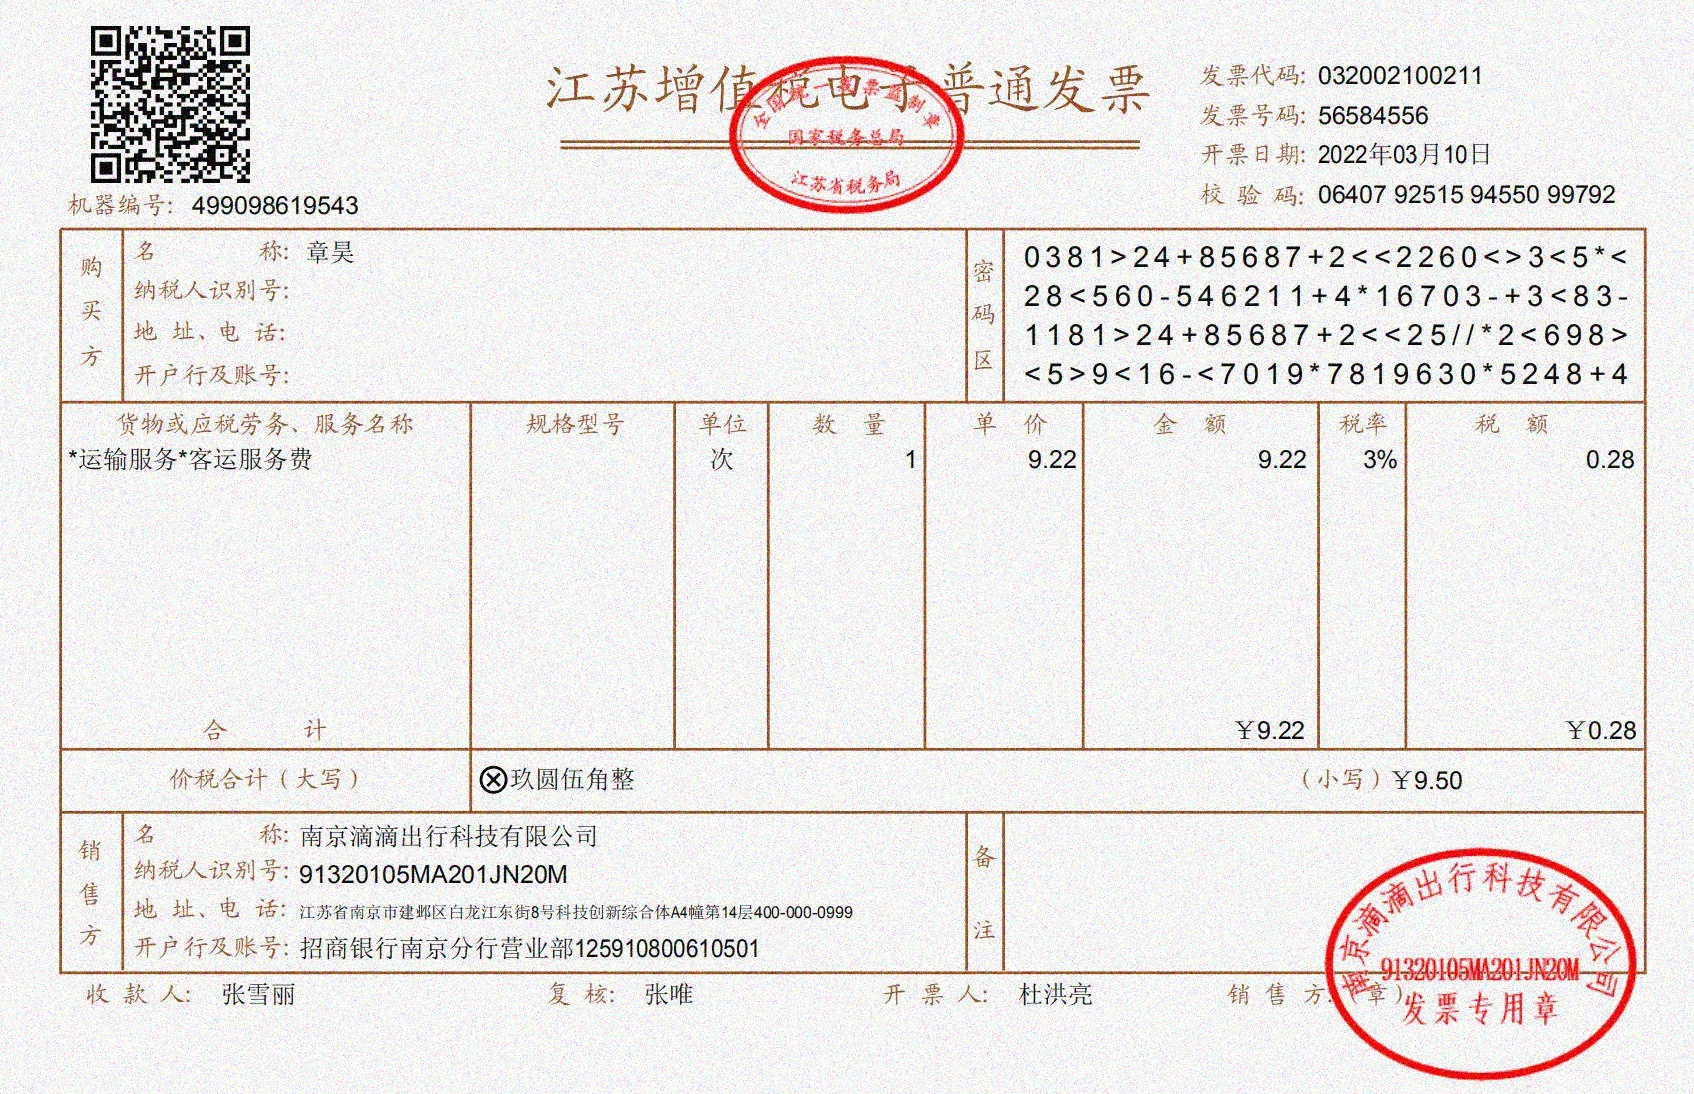 江苏增值税电子普通发票
全国统一发票监制章
国家税务总局
江苏省税务局
发票代码: 032002100211
发票号码: 56584556
开票日期: 2022年03月10日
校 验 码: 06407 92515 94550 99792
机器编号: 499098619543
购买方
名 称: 章昊
纳税人识别号:
地 址、电 话:
开户行及账号:
密码区
0381>24+85687+2<<2260<>3<5*<
28<560-546211+4*16703-+3<83-
1181>24+85687+2<<25//*2<698>
<5>9<16-<7019*7819630*5248+4
货物或应税劳务、服务名称 规格型号 单位 数 量 单 价 金 额 税率 税 额
*运输服务*客运服务费 次 1 9.22 9.22 3% 0.28
合 计 ￥9.22 ￥0.28
价税合计（大写） ⊗玖圆伍角整 （小写）￥9.50
销售方
名 称: 南京滴滴出行科技有限公司
纳税人识别号: 91320105MA201JN20M
地 址、电 话: 江苏省南京市建邺区白龙江东街8号科技创新综合体A4幢第14层400-000-0999
开户行及账号: 招商银行南京分行营业部125910800610501
备注
南京滴滴出行科技有限公司
91320105MA201JN20M
发票专用章
收 款 人: 张雪丽 复 核: 张唯 开 票 人: 杜洪亮 销 售 方: 章）